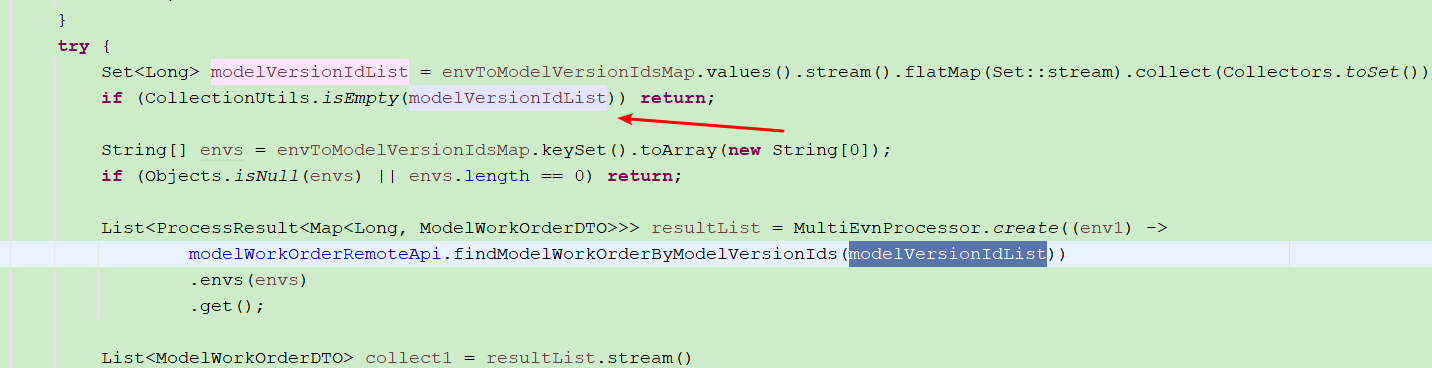 }
try {
Set<Long> modelVersionIdList = envToModelVersionIdsMap.values().stream().flatMap(Set::stream).collect(Collectors.toSet())
if (CollectionUtils.isEmpty(modelVersionIdList)) return;
String[] envs = envToModelVersionIdsMap.keySet().toArray(new String[0]);
if (Objects.isNull(envs) || envs.length == 0) return;
List<ProcessResult<Map<Long, ModelWorkOrderDTO>>> resultList = MultiEvnProcessor.create((env1) ->
modelWorkOrderRemoteApi.findModelWorkOrderByModelVersionIds(modelVersionIdList))
.envs(envs)
.get();
List<ModelWorkOrderDTO> collect1 = resultList.stream()